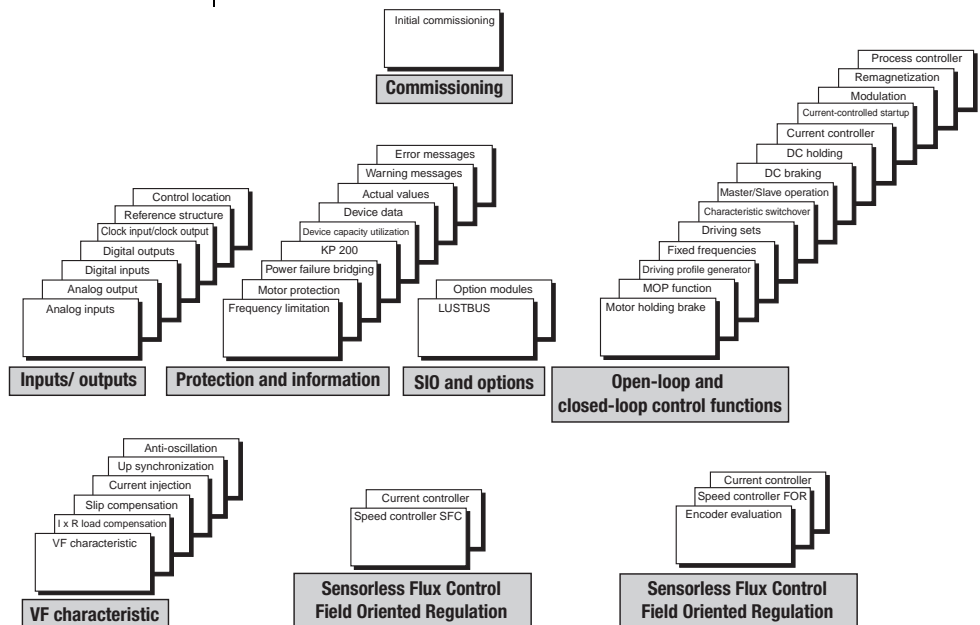 Initial commissioning
Commissioning
Control location
Reference structure
Clock input/clock output
Digital outputs
Digital inputs
Analog output
Analog inputs
Inputs/ outputs
Error messages
Warning messages
Actual values
Device data
Device capacity utilization
KP 200
Power failure bridging
Motor protection
Frequency limitation
Protection and information
Option modules
LUSTBUS
SIO and options
Process controller
Remagnetization
Modulation
Current-controlled startup
Current controller
DC holding
DC braking
Master/Slave operation
Characteristic switchover
Driving sets
Fixed frequencies
Driving profile generator
MOP function
Motor holding brake
Open-loop and
closed-loop control functions
Anti-oscillation
Up synchronization
Current injection
Slip compensation
I x R load compensation
VF characteristic
VF characteristic
Current controller
Speed controller SFC
Sensorless Flux Control
Field Oriented Regulation
Current controller
Speed controller FOR
Encoder evaluation
Sensorless Flux Control
Field Oriented Regulation